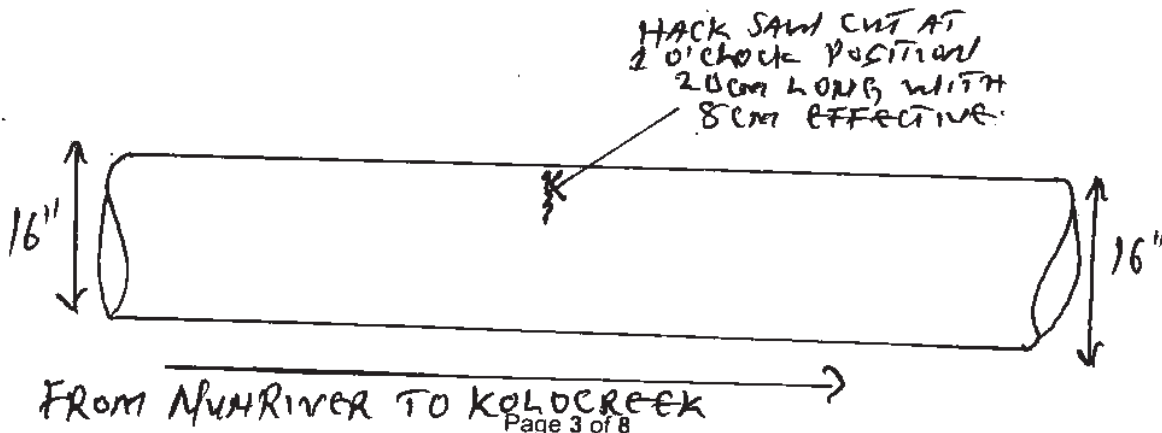 HACK SAW CUT AT
1 O'CLOCK POSITION
20cm LONG WITH
8cm EFFECTIVE.
16"
16"
FROM NUNRIVER TO KOLOCREEK
Page 3 of 8